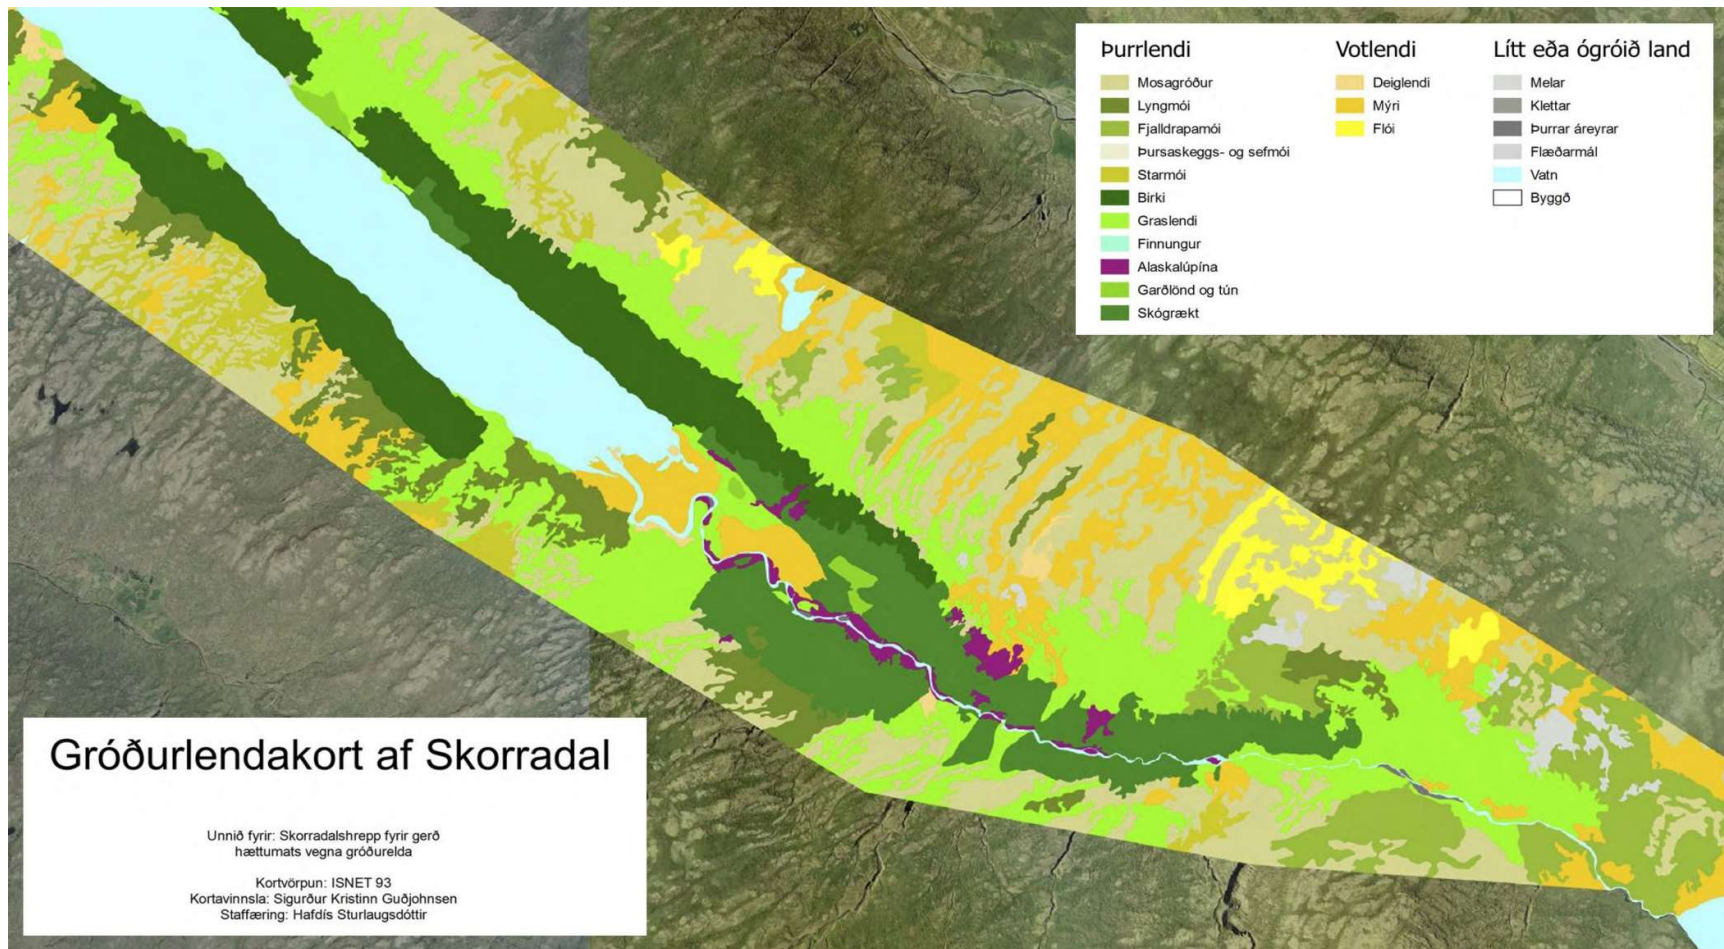 Þurrlendi
Mosagróður
Lyngmói
Fjalldrapamói
Þursaskeggs- og sefmói
Starmói
Birki
Graslendi
Finnungur
Alaskalúpína
Garðlönd og tún
Skógrækt
Votlendi
Deiglendi
Mýri
Flói
Lítt eða ógróið land
Melar
Klettar
Þurrar áreyrar
Flæðarmál
Vatn
Byggð
Gróðurlendakort af Skorradal
Unnið fyrir: Skorradalshrepp fyrir gerð
hættumats vegna gróðurelda
Kortvörpun: ISNET 93
Kortavinnsla: Sigurður Kristinn Guðjohnsen
Staffæring: Hafdís Sturlaugsdóttir